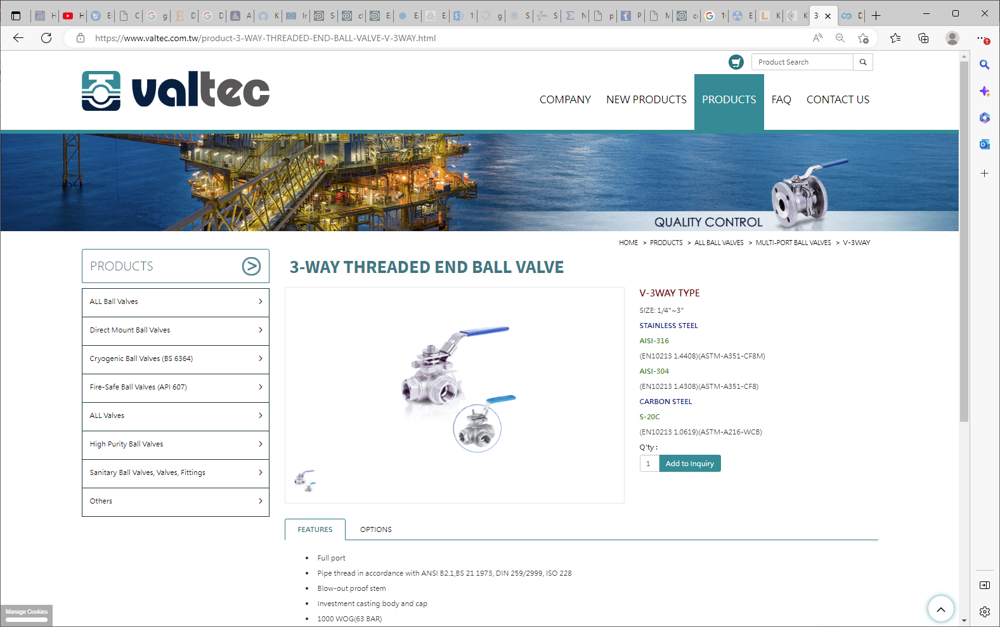 https://www.valtec.com.tw/product-3-WAY-THREADED-END-BALL-VALVE-V-3WAY.html
Product Search
valtec
COMPANY NEW PRODUCTS PRODUCTS FAQ CONTACT US
QUALITY CONTROL
HOME > PRODUCTS > ALL BALL VALVES > MULTI-PORT BALL VALVES > V-3WAY
PRODUCTS
ALL Ball Valves
Direct Mount Ball Valves
Cryogenic Ball Valves (BS 6364)
Fire-Safe Ball Valves (API 607)
ALL Valves
High Purity Ball Valves
Sanitary Ball Valves, Valves, Fittings
Others
3-WAY THREADED END BALL VALVE
V-3WAY TYPE
SIZE: 1/4"~3"
STAINLESS STEEL
AISI-316
(EN10213 1.4408)(ASTM-A351-CF8M)
AISI-304
(EN10213 1.4308)(ASTM-A351-CF8)
CARBON STEEL
S-20C
(EN10213 1.0619)(ASTM-A216-WCB)
Q'ty :
1 Add to Inquiry
FEATURES OPTIONS
Full port
Pipe thread in accordance with ANSI B2.1,BS 21 1973, DIN 259/2999, ISO 228
Blow-out proof stem
Investment casting body and cap
1000 WOG(63 BAR)
Manage Cookies